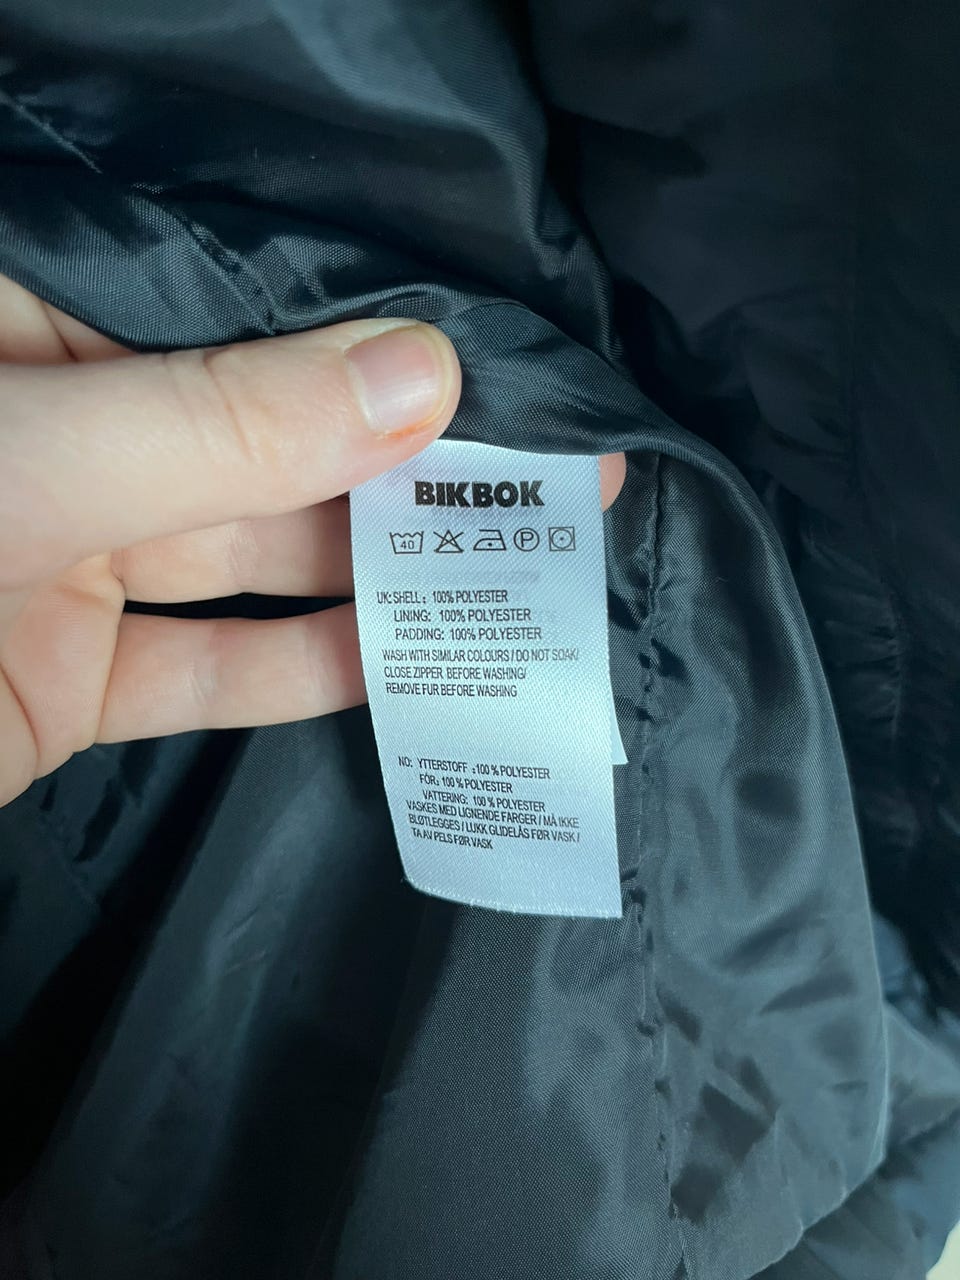 BIKBOK
40 P
UK: SHELL: 100% POLYESTER
LINING: 100% POLYESTER
PADDING: 100% POLYESTER
WASH WITH SIMILAR COLOURS / DO NOT SOAK/
CLOSE ZIPPER BEFORE WASHING/
REMOVE FUR BEFORE WASHING
NO: YTTERSTOFF :100 % POLYESTER
FÓR: 100 % POLYESTER
VATTERING: 100 % POLYESTER
VASKES MED LIGNENDE FARGER / MÅ IKKE
BLØTLEGGES / LUKK GLIDELÅS FØR VASK /
TA AV PELS FØR VASK